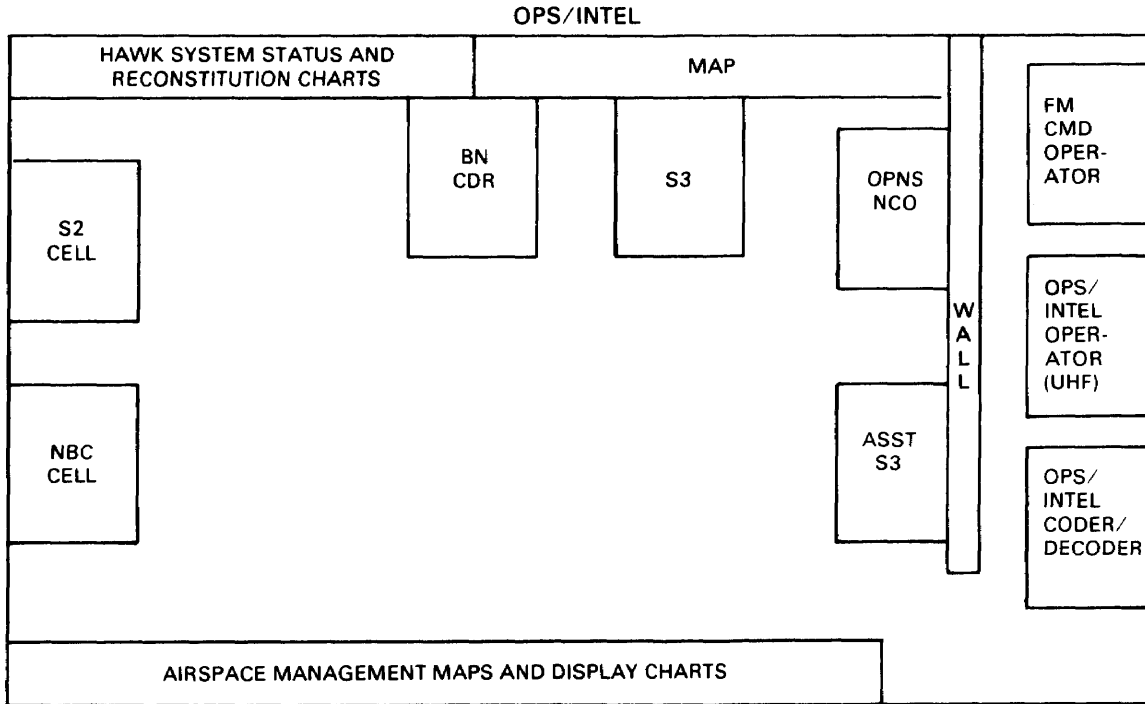 OPS/INTEL
HAWK SYSTEM STATUS AND
RECONSTITUTION CHARTS
MAP
BN
CDR
S3
OPNS
NCO
FM
CMD
OPER-
ATOR
S2
CELL
OPS/
INTEL
OPER-
ATOR
(UHF)
W
A
L
L
NBC
CELL
ASST
S3
OPS/
INTEL
CODER/
DECODER
AIRSPACE MANAGEMENT MAPS AND DISPLAY CHARTS